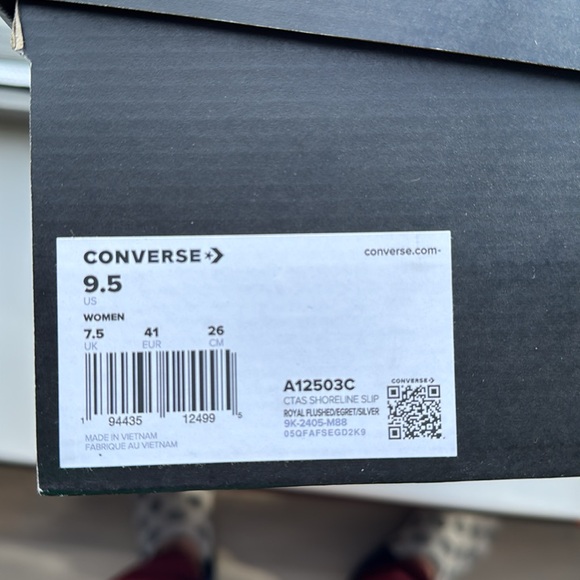 CONVERSE
converse.com
9.5
US
WOMEN
7.5 41 26
UK EUR CM
1 94435 12499 5
MADE IN VIETNAM
FABRIQUE AU VIETNAM
A12503C
CTAS SHORELINE SLIP
ROYAL FLUSHED/EGRET/SILVER
9K-2405-M88
05QFAFSEGD2K9
CONVERSE